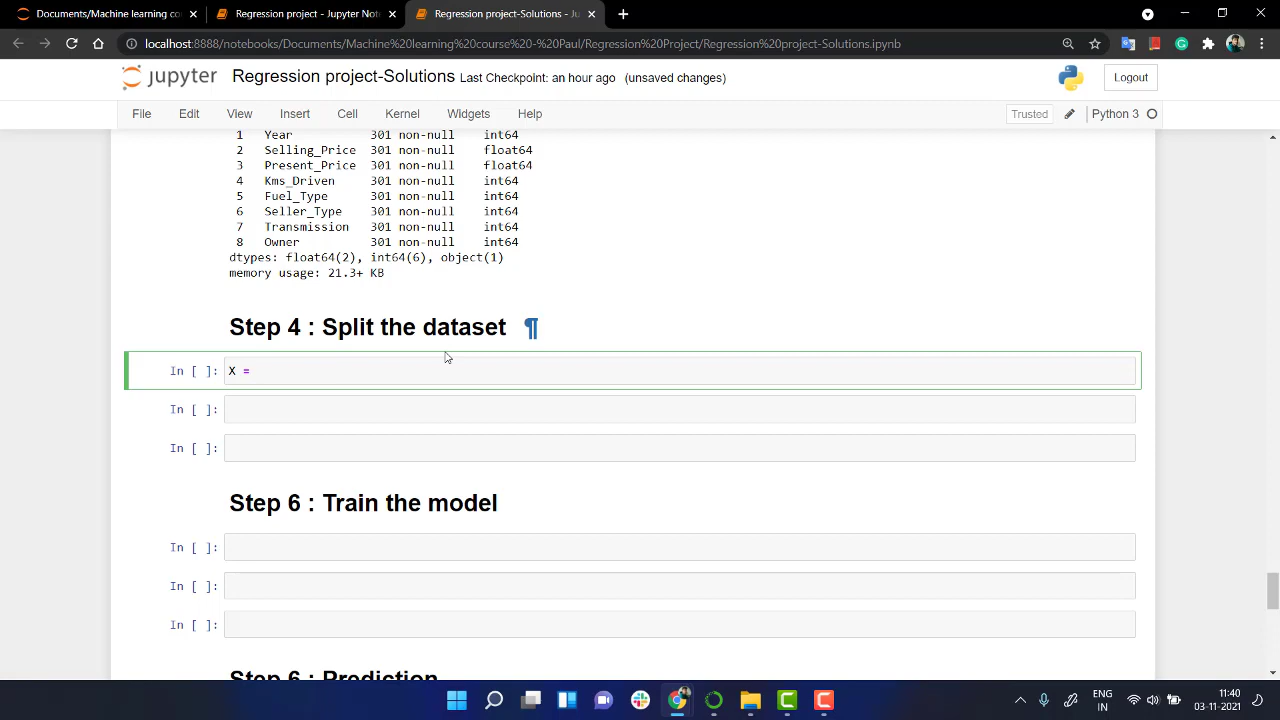 Documents/Machine learning co
Regression project - Jupyter Not
Regression project-Solutions - Ju
localhost:8888/notebooks/Documents/Machine%20learning%20course%20-%20Paul/Regression%20Project/Regression%20project-Solutions.ipynb
jupyter Regression project-Solutions Last Checkpoint: an hour ago (unsaved changes)
Logout
File Edit View Insert Cell Kernel Widgets Help
Trusted
Python 3
1 Year 301 non-null int64
2 Selling_Price 301 non-null float64
3 Present_Price 301 non-null float64
4 Kms_Driven 301 non-null int64
5 Fuel_Type 301 non-null int64
6 Seller_Type 301 non-null int64
7 Transmission 301 non-null int64
8 Owner 301 non-null int64
dtypes: float64(2), int64(6), object(1)
memory usage: 21.3+ KB
Step 4 : Split the dataset ¶
In [ ]: X =
In [ ]:
In [ ]:
Step 6 : Train the model
In [ ]:
In [ ]:
In [ ]:
Step 6 : Prediction
ENG
IN
11:40
03-11-2021